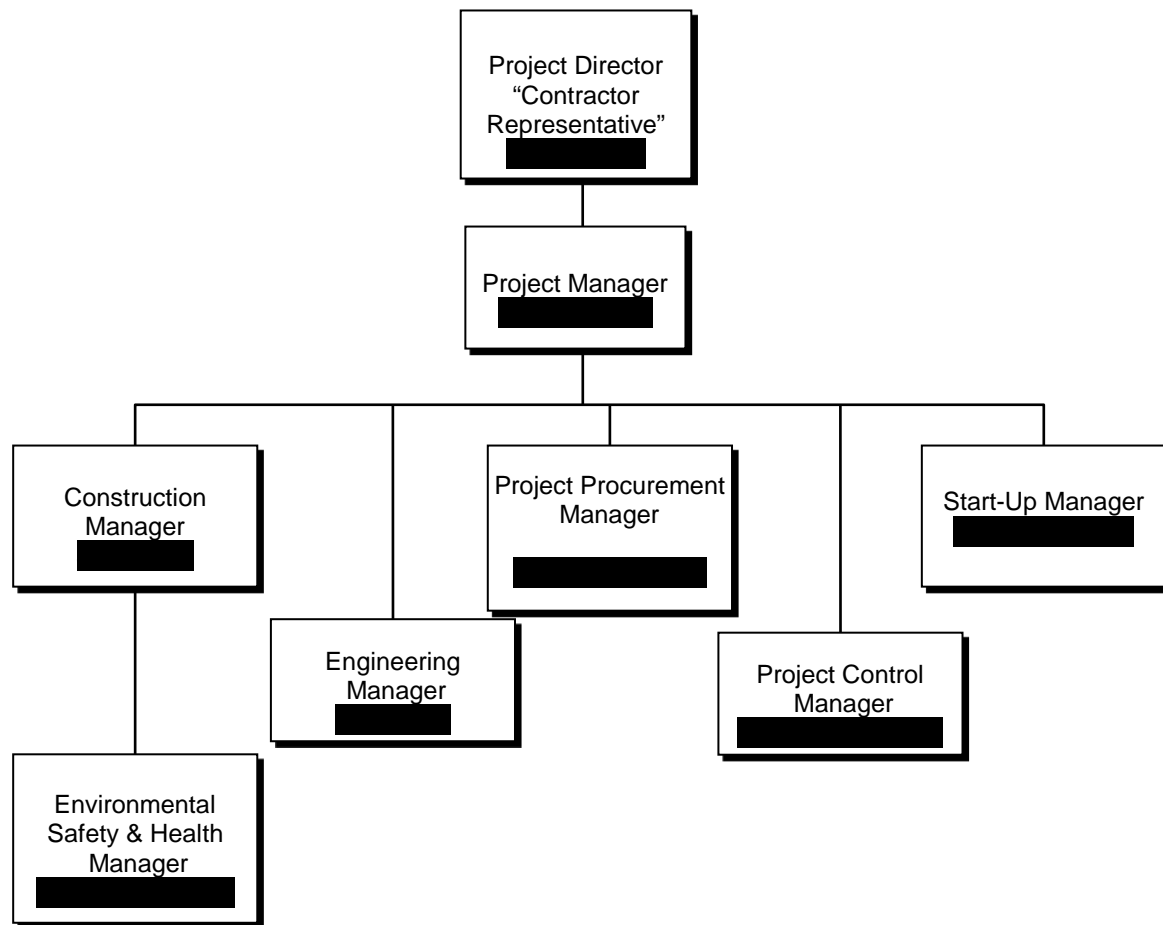 Project Director
“Contractor
Representative”
Project Manager
Construction
Manager
Project Procurement
Manager
Start-Up Manager
Engineering
Manager
Project Control
Manager
Environmental
Safety & Health
Manager